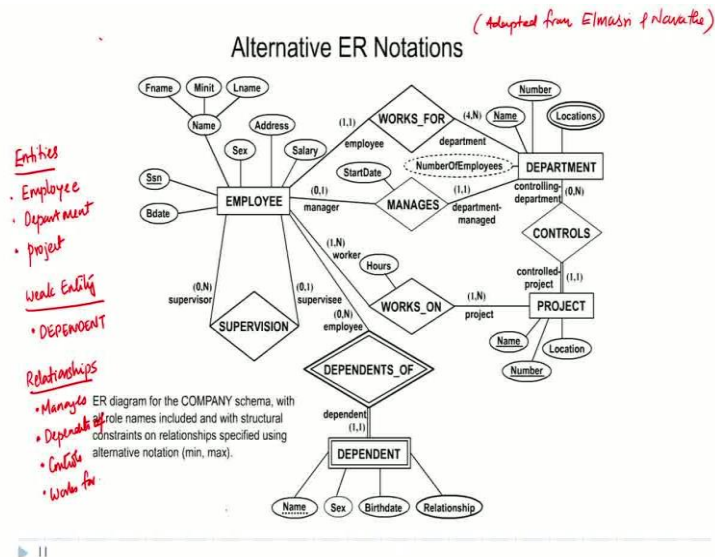 (Adapted from Elmasri & Navathe)
Alternative ER Notations
Fname
Minit
Lname
Name
Sex
Address
Salary
Ssn
Bdate
EMPLOYEE
(1,1)
employee
WORKS_FOR
(4,N)
department
Number
Name
Locations
NumberOfEmployees
DEPARTMENT
StartDate
(0,1)
manager
MANAGES
(1,1)
department-
managed
controlling-
department
(0,N)
CONTROLS
controlled-
project
(1,1)
(1,N)
worker
Hours
WORKS_ON
(1,N)
project
PROJECT
Name
Number
Location
(0,N)
supervisor
(0,1)
supervisee
SUPERVISION
(0,N)
employee
DEPENDENTS_OF
dependent
(1,1)
DEPENDENT
Name
Sex
Birthdate
Relationship
Entities
• Employee
• Department
• project
Weak Entity
• DEPENDENT
Relationships
• Manages
• Dependents of
• Controls
• Works for
ER diagram for the COMPANY schema, with
all role names included and with structural
constraints on relationships specified using
alternative notation (min, max).
11